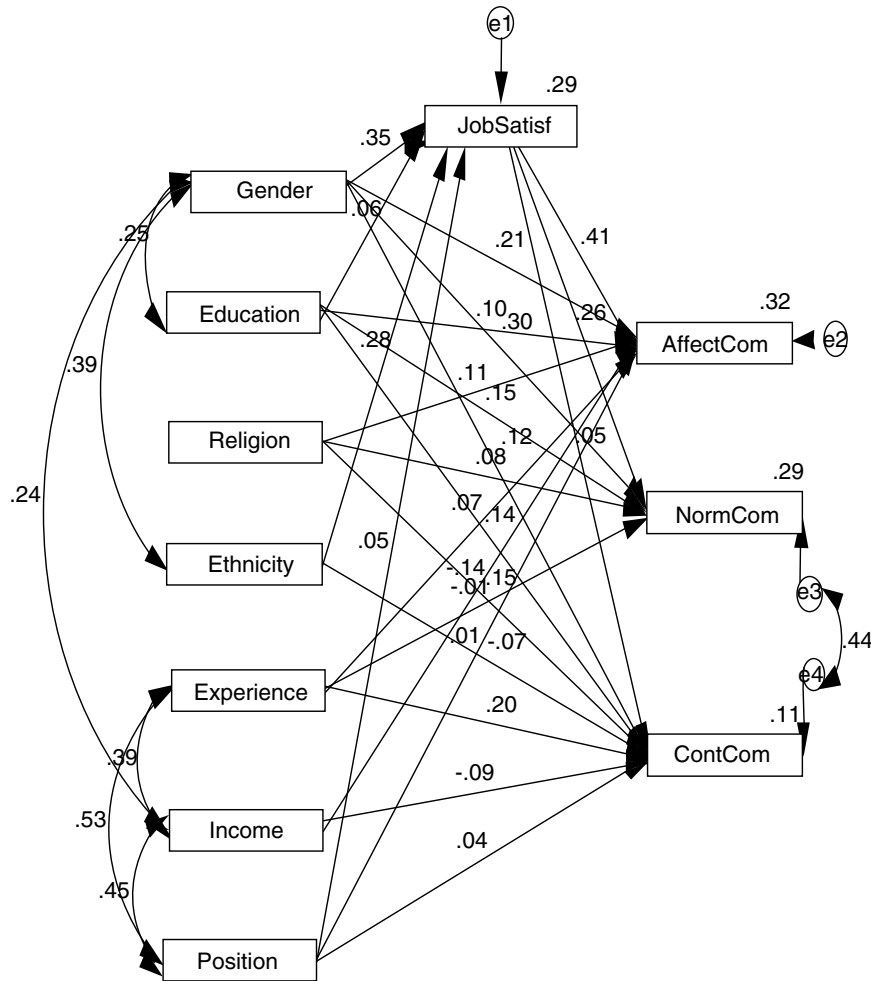 e1
.29
JobSatisf
.35
Gender
.06
.25
.21
.41
Education
.32
.10
.30
.26
AffectCom
e2
.28
.39
.11
.15
Religion
.12
.05
.08
.29
.24
.07
.14
NormCom
.05
Ethnicity
-.14
-.01
.15
e3
.01
-.07
.44
e4
Experience
.20
.11
.39
ContCom
-.09
.53
Income
.04
.45
Position